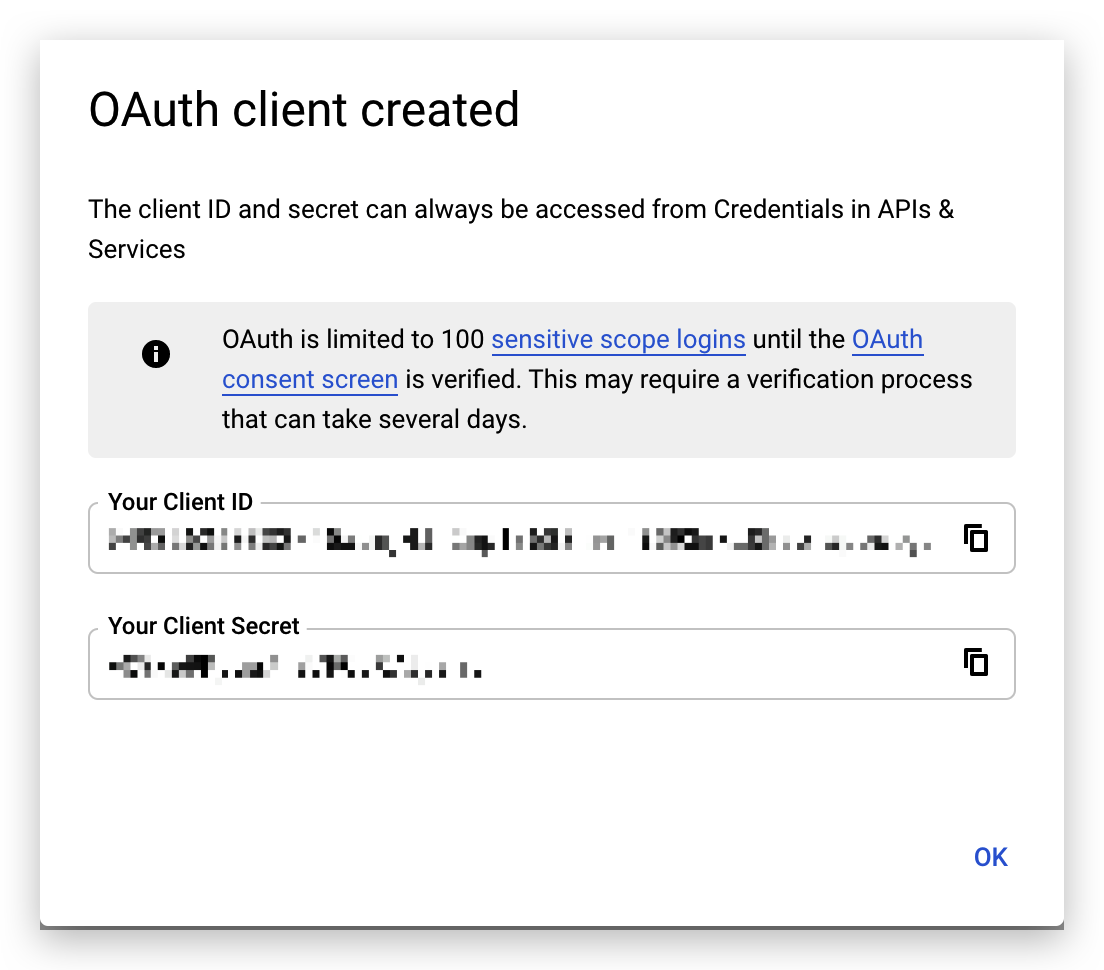 OAuth client created
The client ID and secret can always be accessed from Credentials in APIs &
Services
OAuth is limited to 100 sensitive scope logins until the OAuth
consent screen is verified. This may require a verification process
that can take several days.
Your Client ID
Your Client Secret
OK